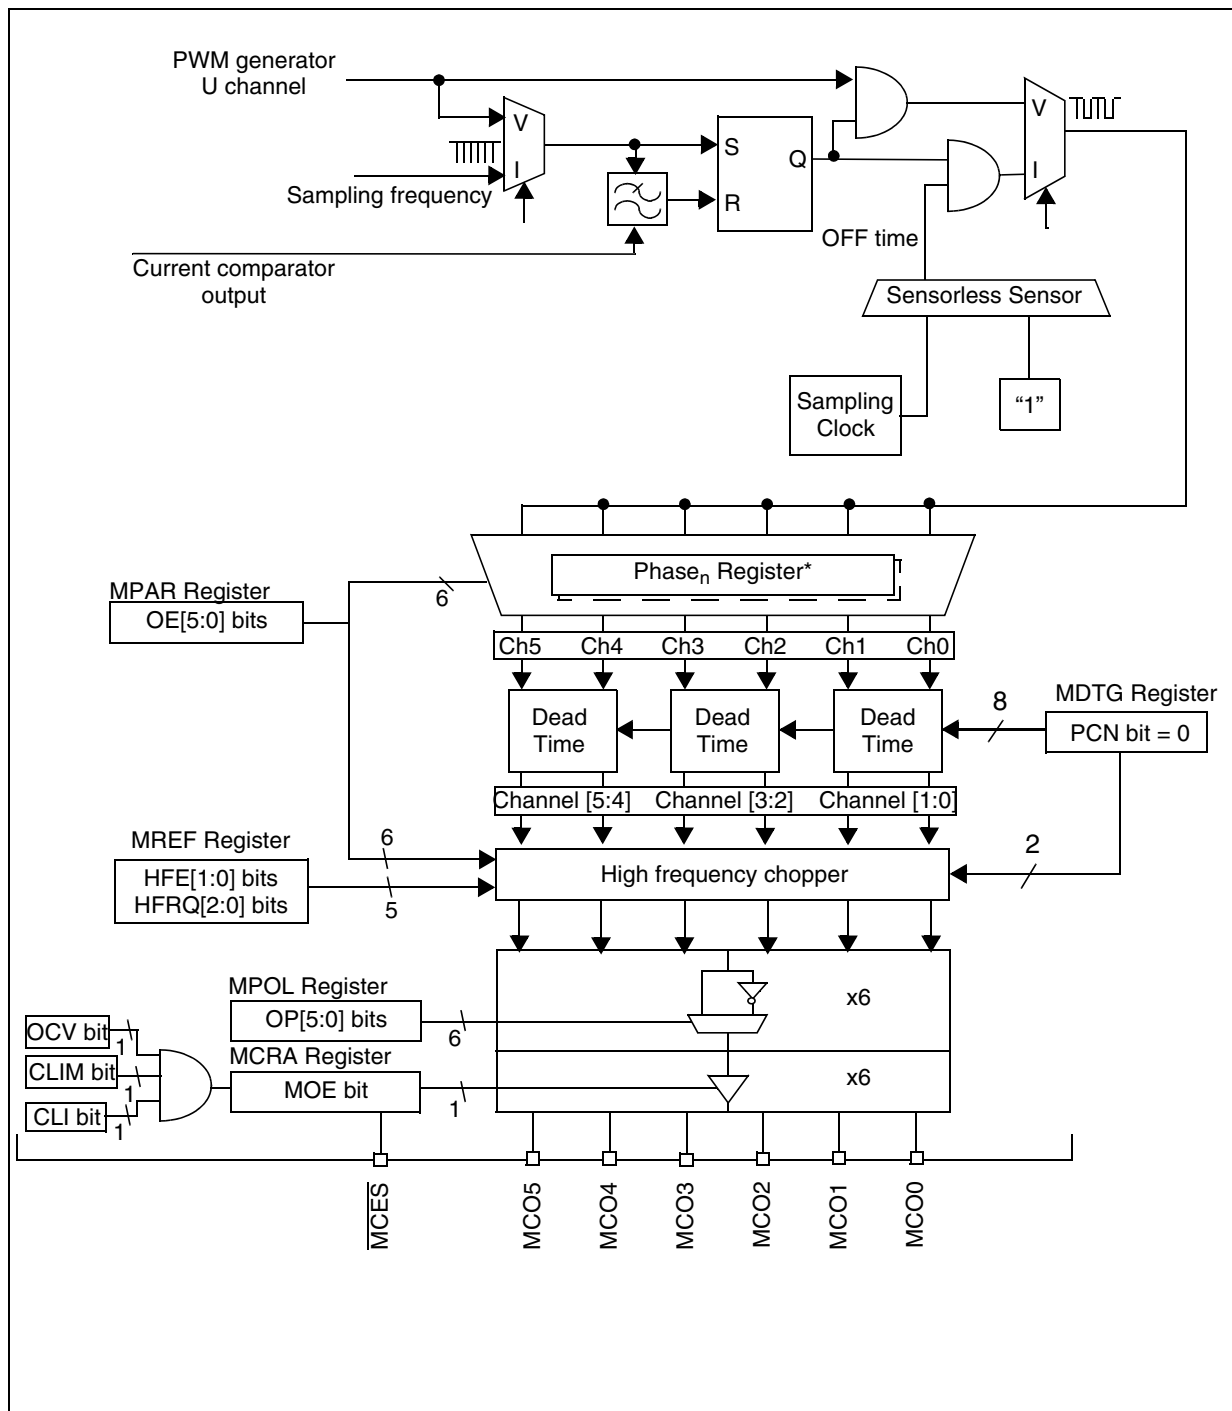 PWM generator
U channel
V
I
Sampling frequency
S
Q
R
V
I
Current comparator
output
OFF time
Sensorless Sensor
Sampling
Clock
“1”
Phasen Register*
MPAR Register
OE[5:0] bits
6
Ch5 Ch4 Ch3 Ch2 Ch1 Ch0
Dead
Time
Dead
Time
Dead
Time
8
MDTG Register
PCN bit = 0
Channel [5:4] Channel [3:2] Channel [1:0]
MREF Register
HFE[1:0] bits
HFRQ[2:0] bits
6
5
High frequency chopper
2
MPOL Register
OP[5:0] bits
6
x6
OCV bit
1
CLIM bit
1
CLI bit
1
MCRA Register
MOE bit
1
x6
MCES
MCO5
MCO4
MCO3
MCO2
MCO1
MCO0